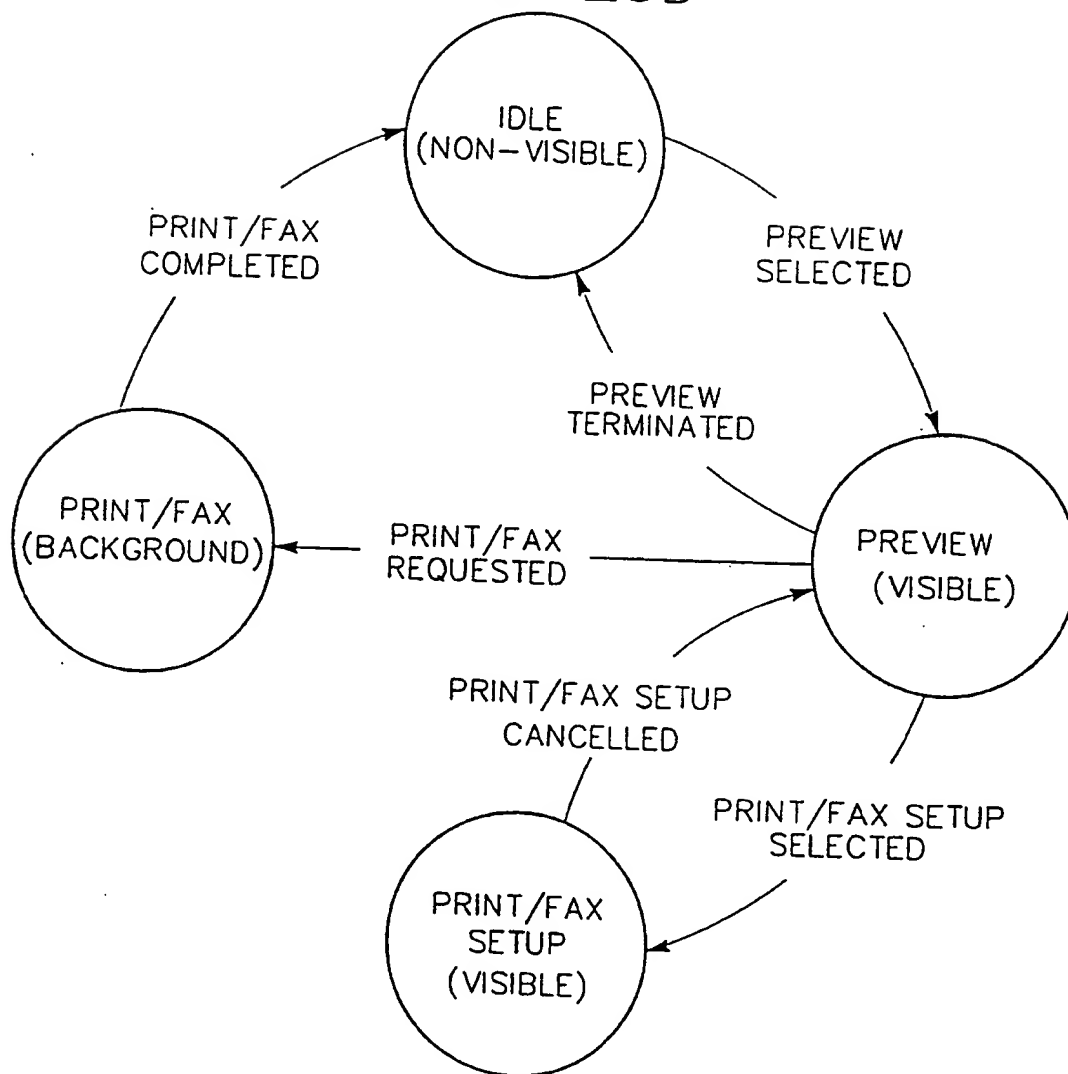 IDLE
(NON-VISIBLE)
PRINT/FAX
COMPLETED
PREVIEW
SELECTED
PREVIEW
TERMINATED
PRINT/FAX
(BACKGROUND)
PRINT/FAX
REQUESTED
PREVIEW
(VISIBLE)
PRINT/FAX SETUP
CANCELLED
PRINT/FAX SETUP
SELECTED
PRINT/FAX
SETUP
(VISIBLE)